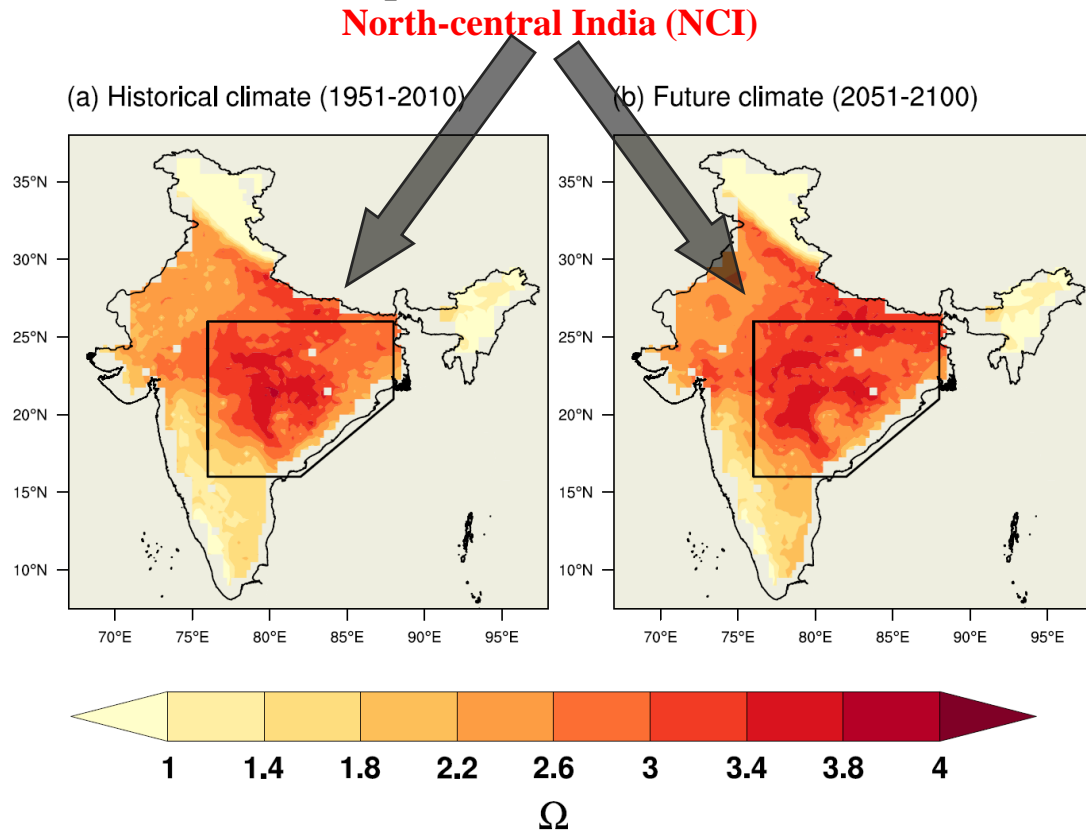 North-central India (NCI)
(a) Historical climate (1951-2010)
(b) Future climate (2051-2100)
35°N
30°N
25°N
20°N
15°N
10°N
70°E 75°E 80°E 85°E 90°E 95°E
35°N
30°N
25°N
20°N
15°N
10°N
70°E 75°E 80°E 85°E 90°E 95°E
1 1.4 1.8 2.2 2.6 3 3.4 3.8 4
Ω